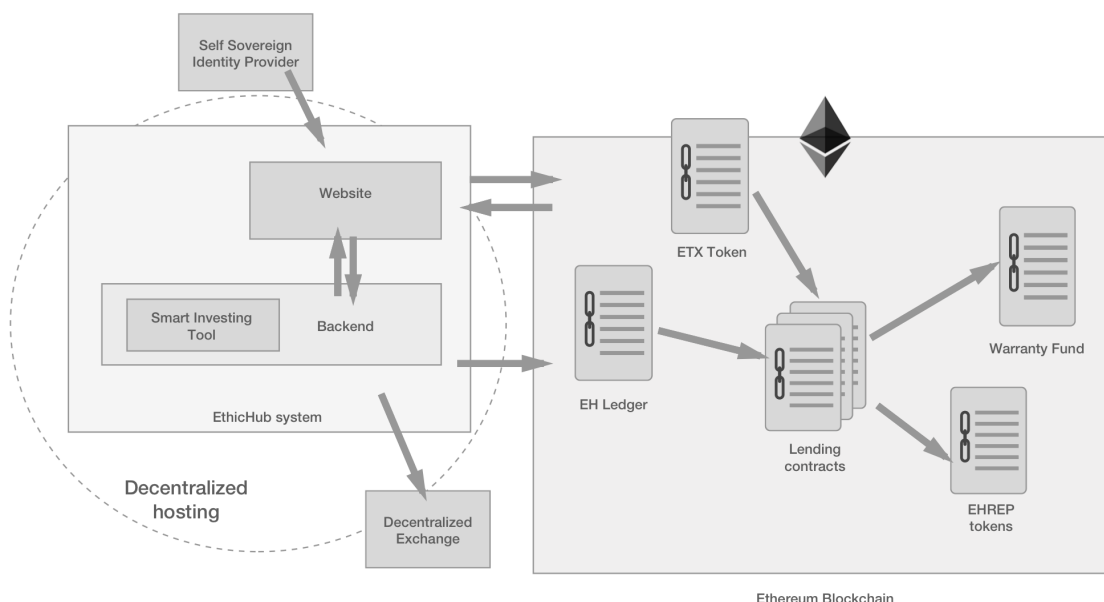 Self Sovereign
Identity Provider
Website
Smart Investing
Tool
Backend
EthicHub system
Decentralized
hosting
Decentralized
Exchange
ETX Token
EH Ledger
Lending
contracts
Warranty Fund
EHREP
tokens
Ethereum Blockchain